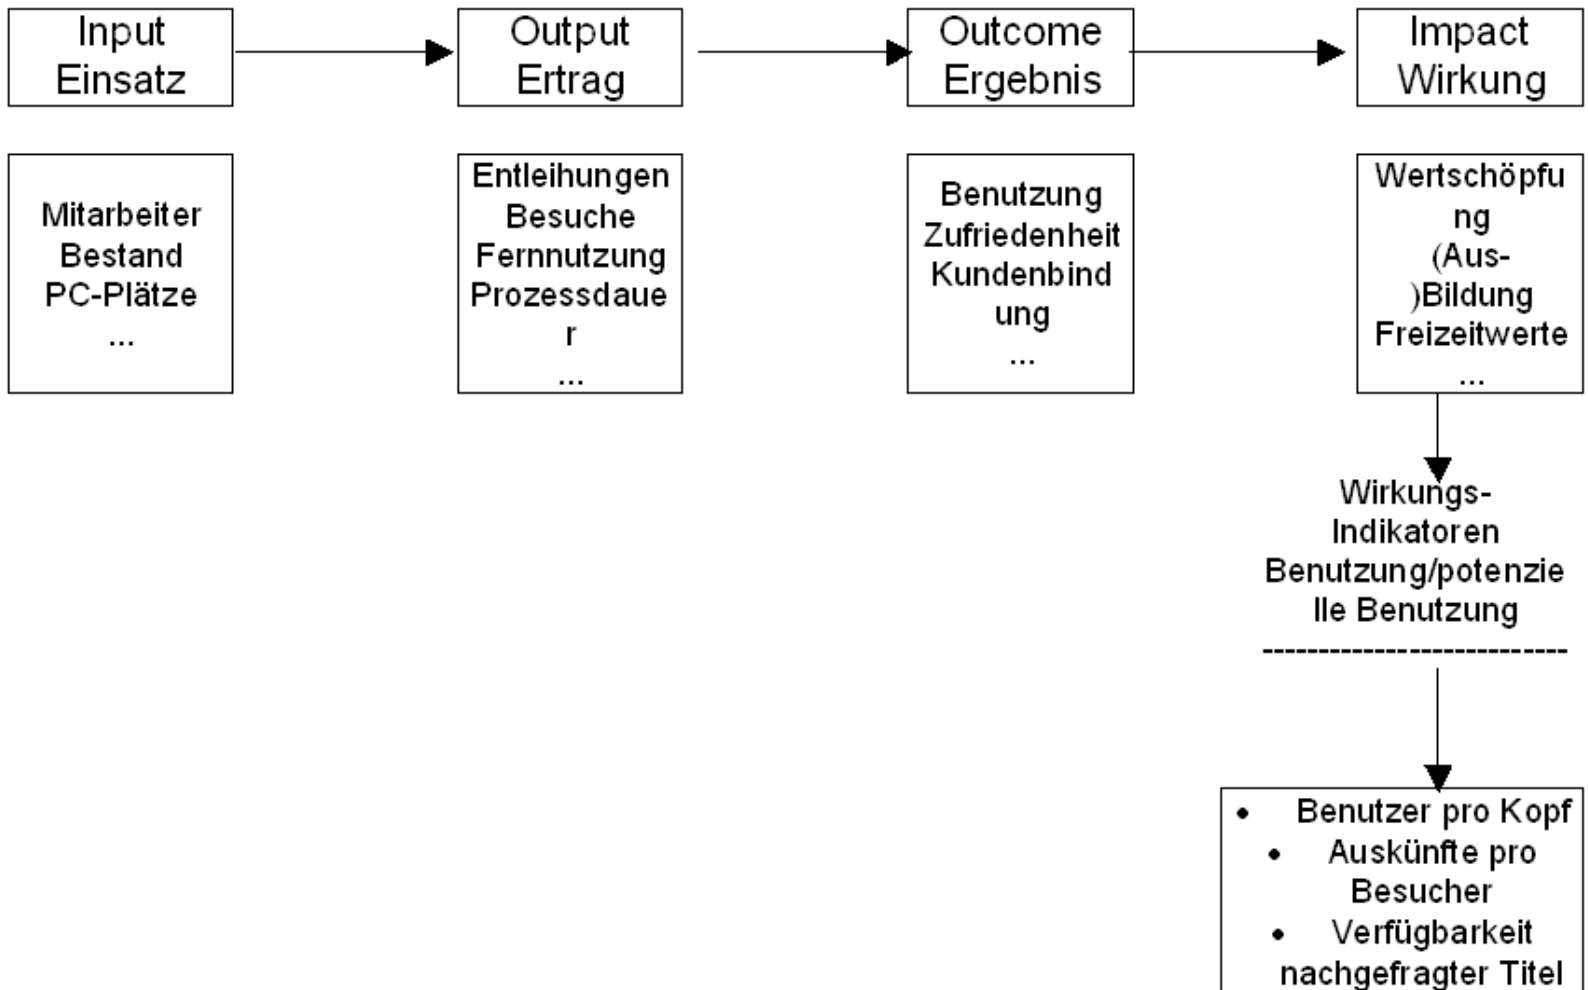 Input
Einsatz
Output
Ertrag
Outcome
Ergebnis
Impact
Wirkung
Mitarbeiter
Bestand
PC-Plätze
...
Entleihungen
Besuche
Fernnutzung
Prozessdaue
r
...
Benutzung
Zufriedenheit
Kundenbind
ung
...
Wertschöpfu
ng
(Aus-
)Bildung
Freizeitwerte
...
Wirkungs-
Indikatoren
Benutzung/potenzie
lle Benutzung
---------------------------
• Benutzer pro Kopf
• Auskünfte pro
Besucher
• Verfügbarkeit
nachgefragter Titel